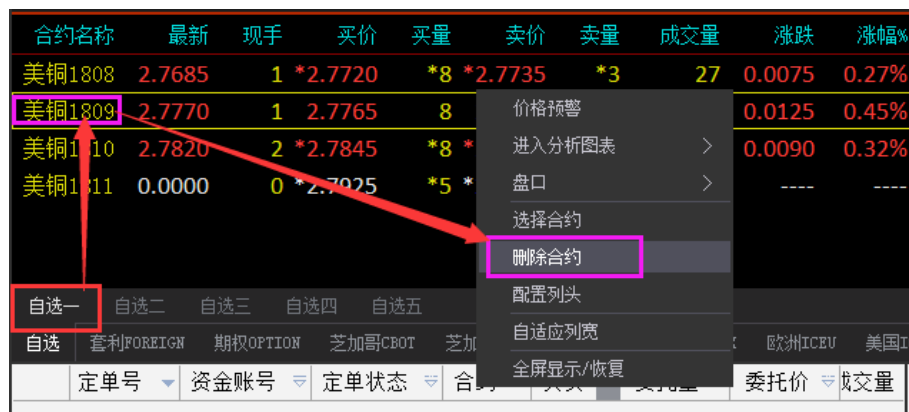 合约名称 最新 现手 买价 买量 卖价 卖量 成交量 涨跌 涨幅%
美铜1808 2.7685 1 *2.7720 *8 *2.7735 *3 27 0.0075 0.27%
美铜1809 2.7770 1 2.7765 8 价格预警 0.0125 0.45%
美铜1810 2.7820 2 *2.7845 *8 * 进入分析图表 > 0.0090 0.32%
美铜1811 0.0000 0 *2.7925 *5 * 盘口 > ---- ----
选择合约
删除合约
自选一 自选二 自选三 自选四 自选五 配置列头
自选 套利FOREIGN 期权OPTION 芝加哥CBOT 自适应列宽 欧洲ICEU
全屏显示/恢复
定单号 资金账号 定单状态 委托价 成交量